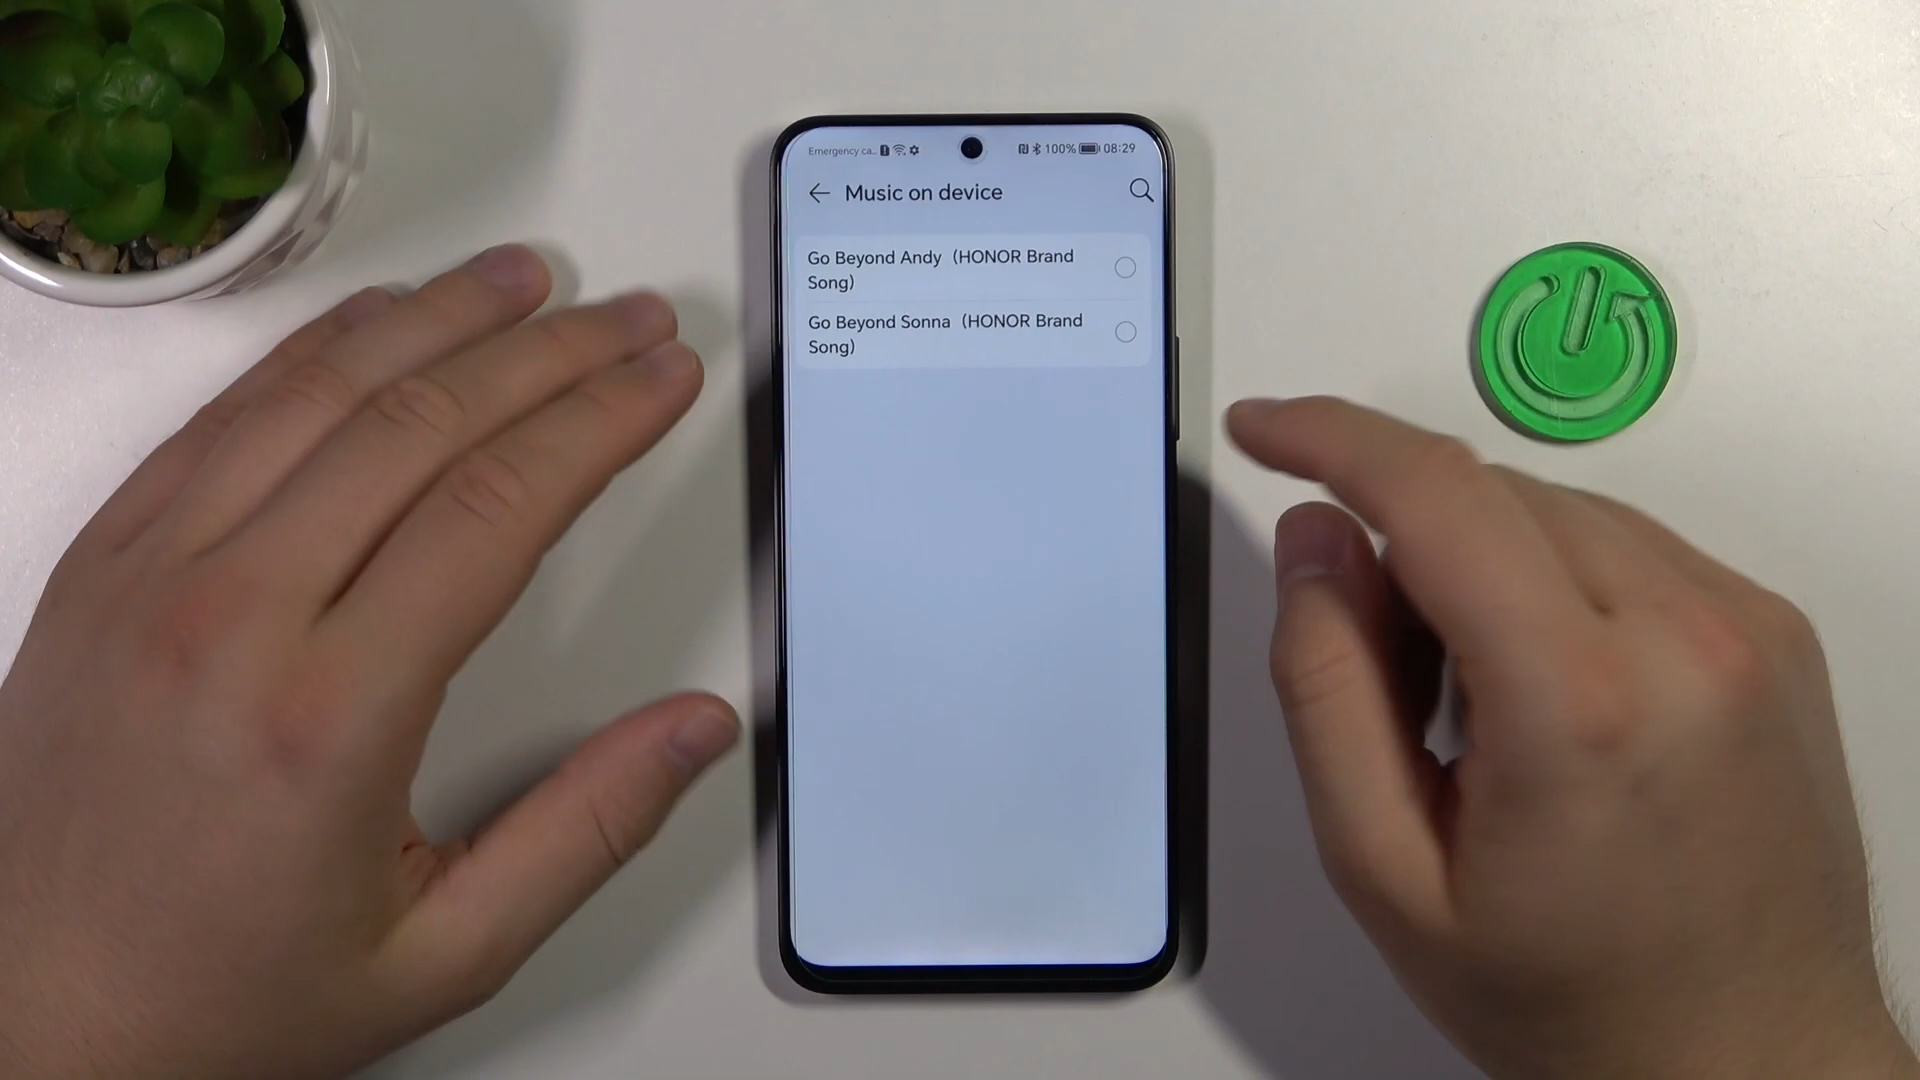 Emergency ca... 100% 08:29
Music on device
Go Beyond Andy (HONOR Brand
Song)
Go Beyond Sonna (HONOR Brand
Song)